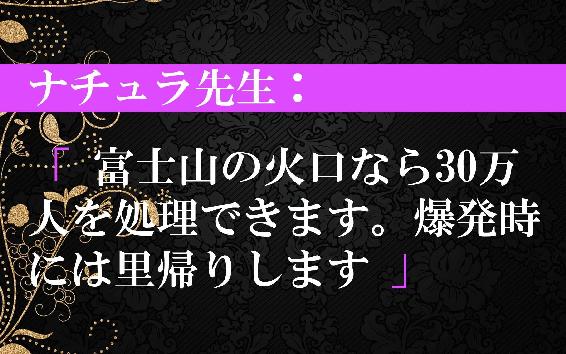 ナチュラ先生：
「 富士山の火口なら30万
人を処理できます。爆発時
には里帰りします 」